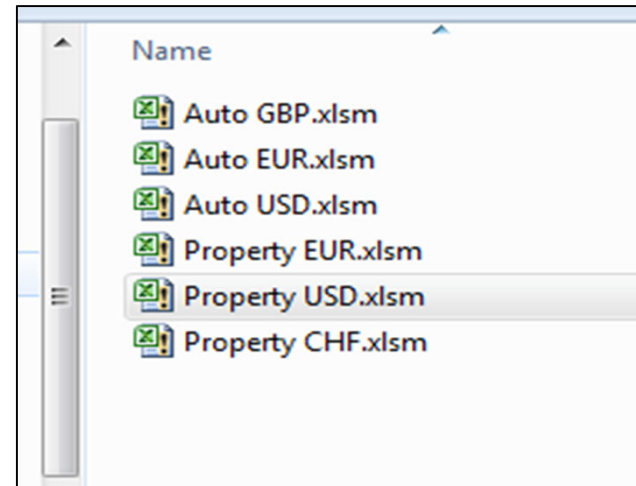 Name
Auto GBP.xlsm
Auto EUR.xlsm
Auto USD.xlsm
Property EUR.xlsm
Property USD.xlsm
Property CHF.xlsm